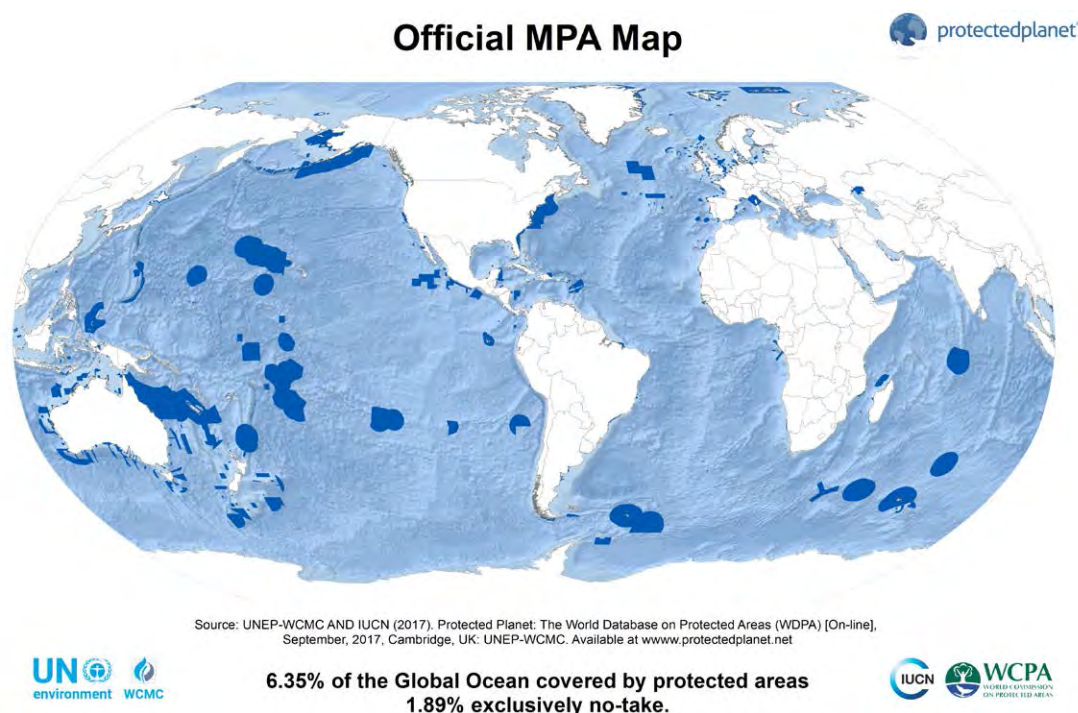 Official MPA Map
protectedplanet
Source: UNEP-WCMC AND IUCN (2017). Protected Planet: The World Database on Protected Areas (WDPA) [On-line],
September, 2017, Cambridge, UK: UNEP-WCMC. Available at wwww.protectedplanet.net
UN
environment
WCMC
6.35% of the Global Ocean covered by protected areas
1.89% exclusively no-take.
IUCN
WCPA
WORLD COMMISSION
ON PROTECTED AREAS